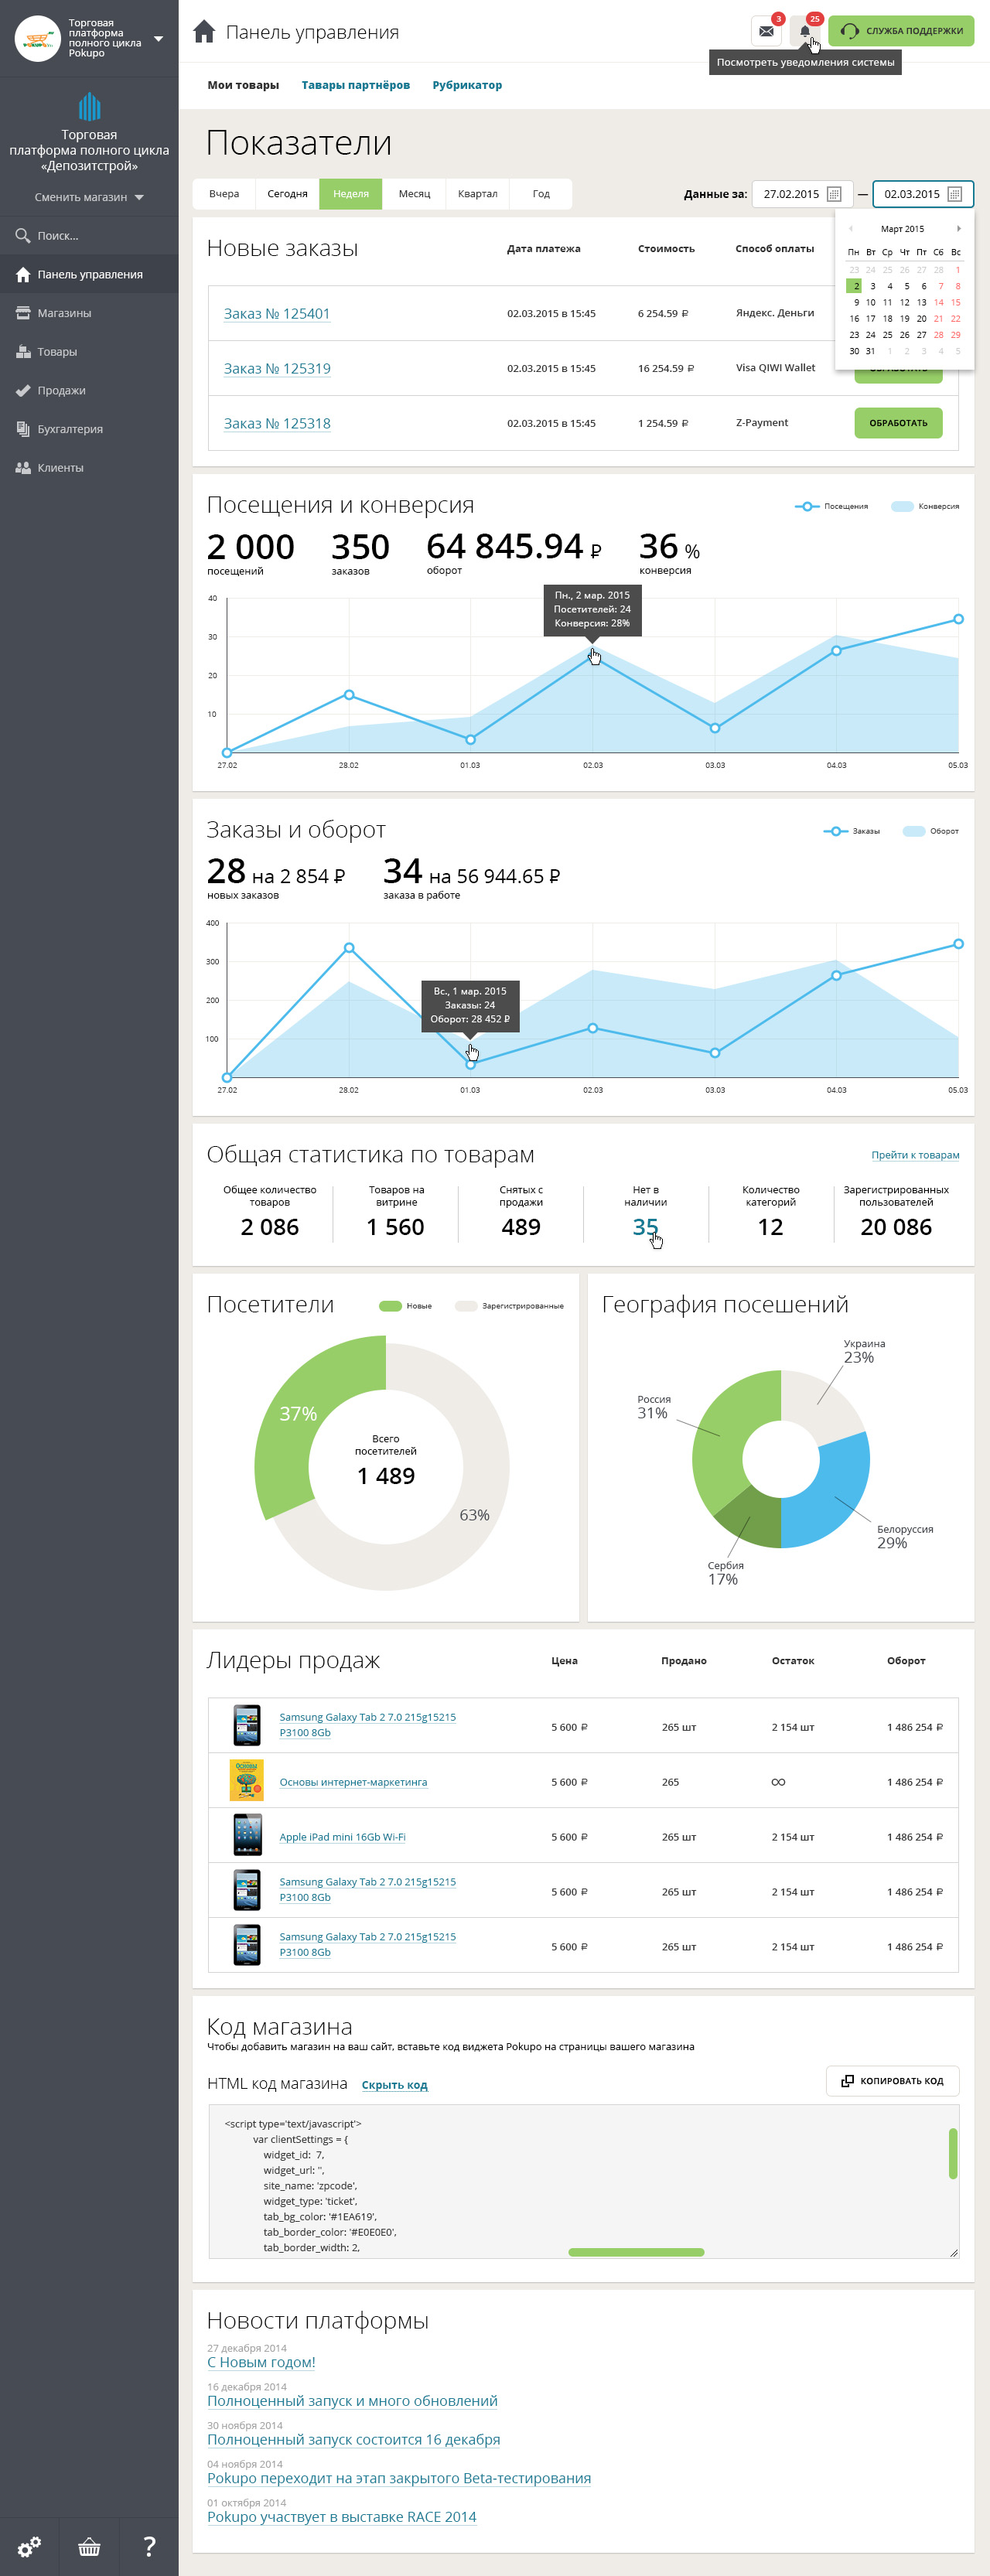 Торговая
платформа
полного цикла
Pokupo
Торговая
платформа полного цикла
«Депозитстрой»
Сменить магазин
Поиск...
Панель управления
Магазины
Товары
Продажи
Бухгалтерия
Клиенты
?
Панель управления
3
25
СЛУЖБА ПОДДЕРЖКИ
Посмотреть уведомления системы
Мои товары Тавары партнёров Рубрикатор
Показатели
Вчера Сегодня Неделя Месяц Квартал Год
Данные за: 27.02.2015 — 02.03.2015
Март 2015
Пн Вт Ср Чт Пт Сб Вс
23 24 25 26 27 28 1
2 3 4 5 6 7 8
9 10 11 12 13 14 15
16 17 18 19 20 21 22
23 24 25 26 27 28 29
30 31 1 2 3 4 5
Новые заказы Дата платежа Стоимость Способ оплаты
Заказ № 125401 02.03.2015 в 15:45 6 254.59 ₽ Яндекс. Деньги
Заказ № 125319 02.03.2015 в 15:45 16 254.59 ₽ Visa QIWI Wallet ОБРАБОТАТЬ
Заказ № 125318 02.03.2015 в 15:45 1 254.59 ₽ Z-Payment ОБРАБОТАТЬ
Посещения и конверсия
Посещения Конверсия
2 000 350 64 845.94 ₽ 36 %
посещений заказов оборот конверсия
Пн., 2 мар. 2015
Посетителей: 24
Конверсия: 28%
40
30
20
10
27.02 28.02 01.03 02.03 03.03 04.03 05.03
Заказы и оборот
Заказы Оборот
28 на 2 854 ₽ 34 на 56 944.65 ₽
новых заказов заказа в работе
Вс., 1 мар. 2015
Заказы: 24
Оборот: 28 452 ₽
400
300
200
100
27.02 28.02 01.03 02.03 03.03 04.03 05.03
Общая статистика по товарам
Прейти к товарам
Общее количество
товаров
2 086
Товаров на
витрине
1 560
Снятых с
продажи
489
Нет в
наличии
35
Количество
категорий
12
Зарегистрированных
пользователей
20 086
Посетители
Новые Зарегистрированные
37%
Всего
посетителей
1 489
63%
География посешений
Украина
23%
Россия
31%
Белоруссия
29%
Сербия
17%
Лидеры продаж Цена Продано Остаток Оборот
Samsung Galaxy Tab 2 7.0 215g15215
P3100 8Gb
5 600 ₽ 265 шт 2 154 шт 1 486 254 ₽
Основы интернет-маркетинга
5 600 ₽ 265 ∞ 1 486 254 ₽
Apple iPad mini 16Gb Wi-Fi
5 600 ₽ 265 шт 2 154 шт 1 486 254 ₽
Samsung Galaxy Tab 2 7.0 215g15215
P3100 8Gb
5 600 ₽ 265 шт 2 154 шт 1 486 254 ₽
Samsung Galaxy Tab 2 7.0 215g15215
P3100 8Gb
5 600 ₽ 265 шт 2 154 шт 1 486 254 ₽
Код магазина
Чтобы добавить магазин на ваш сайт, вставьте код виджета Pokupo на страницы вашего магазина
HTML код магазина Скрыть код
КОПИРОВАТЬ КОД
<script type='text/javascript'>
var clientSettings = {
widget_id: 7,
widget_url: '',
site_name: 'zpcode',
widget_type: 'ticket',
tab_bg_color: '#1EA619',
tab_border_color: '#E0E0E0',
tab_border_width: 2,
Новости платформы
27 декабря 2014
С Новым годом!
16 декабря 2014
Полноценный запуск и много обновлений
30 ноября 2014
Полноценный запуск состоится 16 декабря
04 ноября 2014
Pokupo переходит на этап закрытого Beta-тестирования
01 октября 2014
Pokupo участвует в выставке RACE 2014